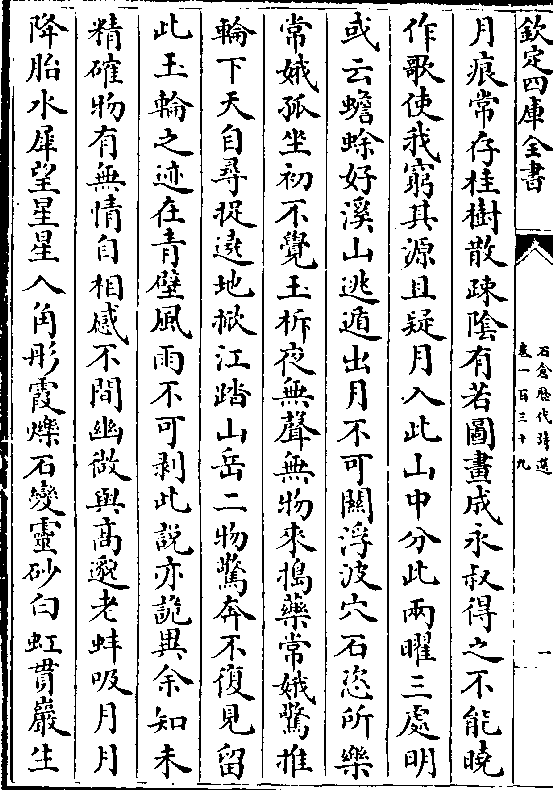 欽定四庫全書
石倉歷代詩選
卷一百三十九
一
月痕常存桂樹散疎陰有若圖畫成永叔得之不能曉
作歌使我窮其源且疑月入此山中分此兩曜三處明
或云蟾蜍好溪山逃遁出月不可關浮波穴石恣所樂
常娥孤坐初不覺玉杵夜無聲無物來搗藥常娥驚推
輪下天自尋捉遶地掀江踏山岳二物驚奔不復見留
此玉輪之迹在青壁風雨不可剥此說亦詭異余知未
精確物有無情自相感不間幽微與高邈老蚌吸月月
降胎水犀望星星入角彤霞爍石變靈砂白虹貫巖生